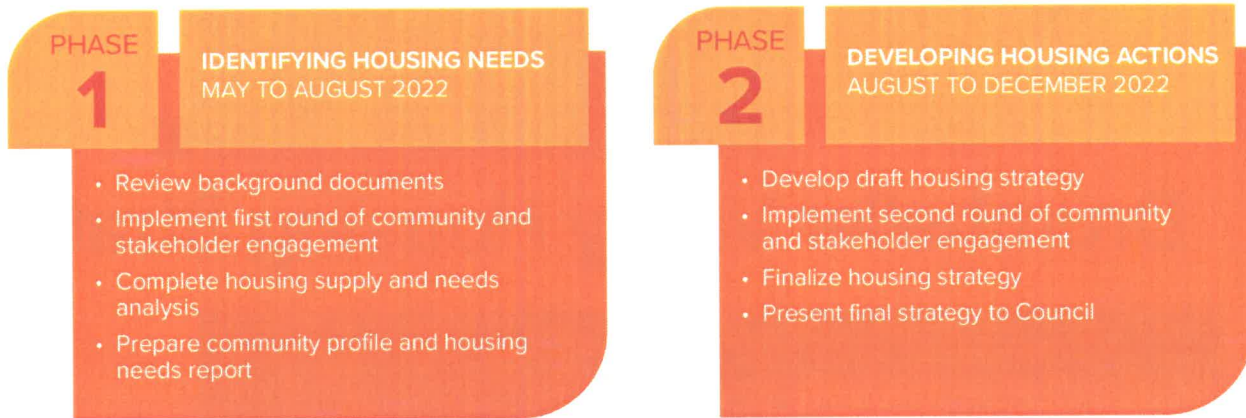 PHASE
1
IDENTIFYING HOUSING NEEDS
MAY TO AUGUST 2022
• Review background documents
• Implement first round of community and
stakeholder engagement
• Complete housing supply and needs
analysis
• Prepare community profile and housing
needs report
PHASE
2
DEVELOPING HOUSING ACTIONS
AUGUST TO DECEMBER 2022
• Develop draft housing strategy
• Implement second round of community
and stakeholder engagement
• Finalize housing strategy
• Present final strategy to Council